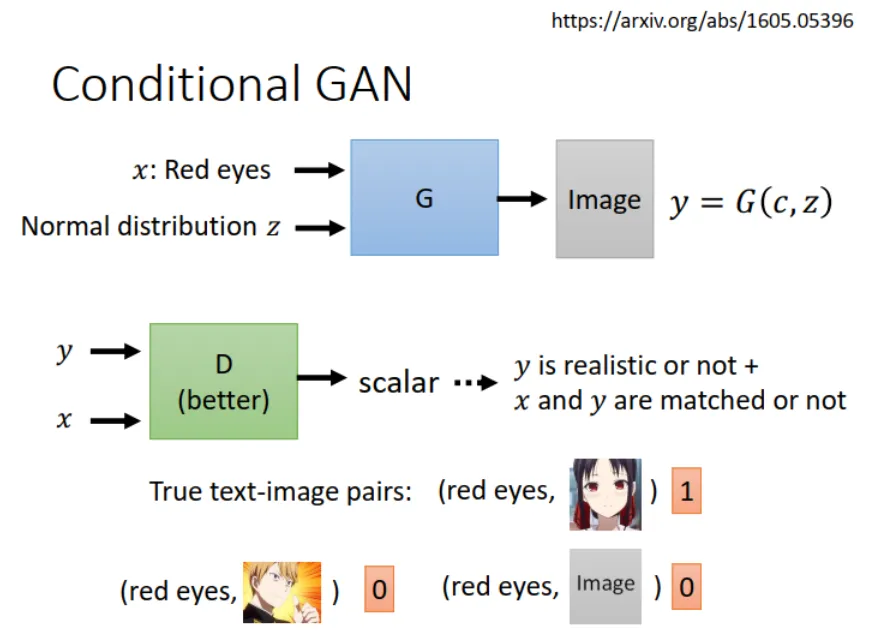 https://arxiv.org/abs/1605.05396
Conditional GAN
𝑥: Red eyes
Normal distribution 𝑧
G
Image
𝑦 = 𝐺(𝑐, 𝑧)
𝑦
𝑥
D
(better)
scalar
𝑦 is realistic or not +
𝑥 and 𝑦 are matched or not
True text-image pairs:
(red eyes, ) 1
(red eyes, ) 0
(red eyes, Image ) 0